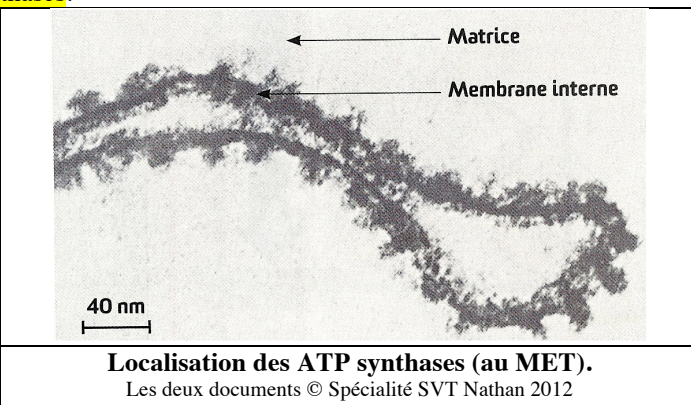 Matrice
Membrane interne
40 nm
Localisation des ATP synthases (au MET).
Les deux documents © Spécialité SVT Nathan 2012